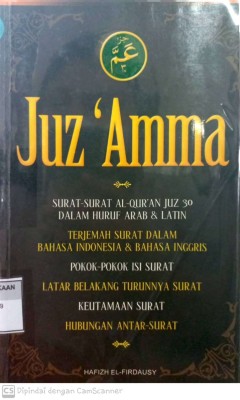 عم
Juz 'Amma
SURAT-SURAT AL-QUR'AN JUZ 30
DALAM HURUF ARAB & LATIN
TERJEMAH SURAT DALAM
BAHASA INDONESIA & BAHASA INGGRIS
POKOK-POKOK ISI SURAT
LATAR BELAKANG TURUNNYA SURAT
KEUTAMAAN SURAT
HUBUNGAN ANTAR-SURAT
HAFIZH EL-FIRDAUSY
CS Dipindai dengan CamScanner